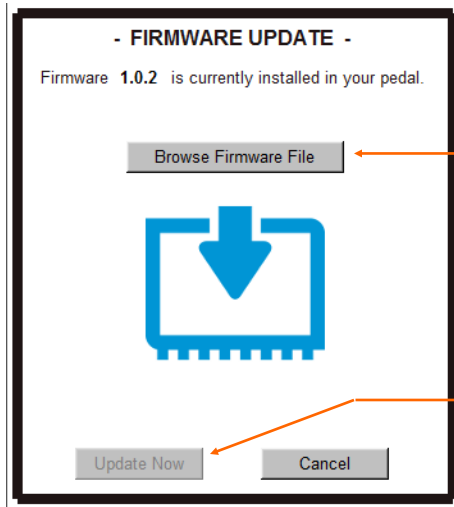 - FIRMWARE UPDATE -
Firmware 1.0.2 is currently installed in your pedal.
Browse Firmware File
Update Now
Cancel